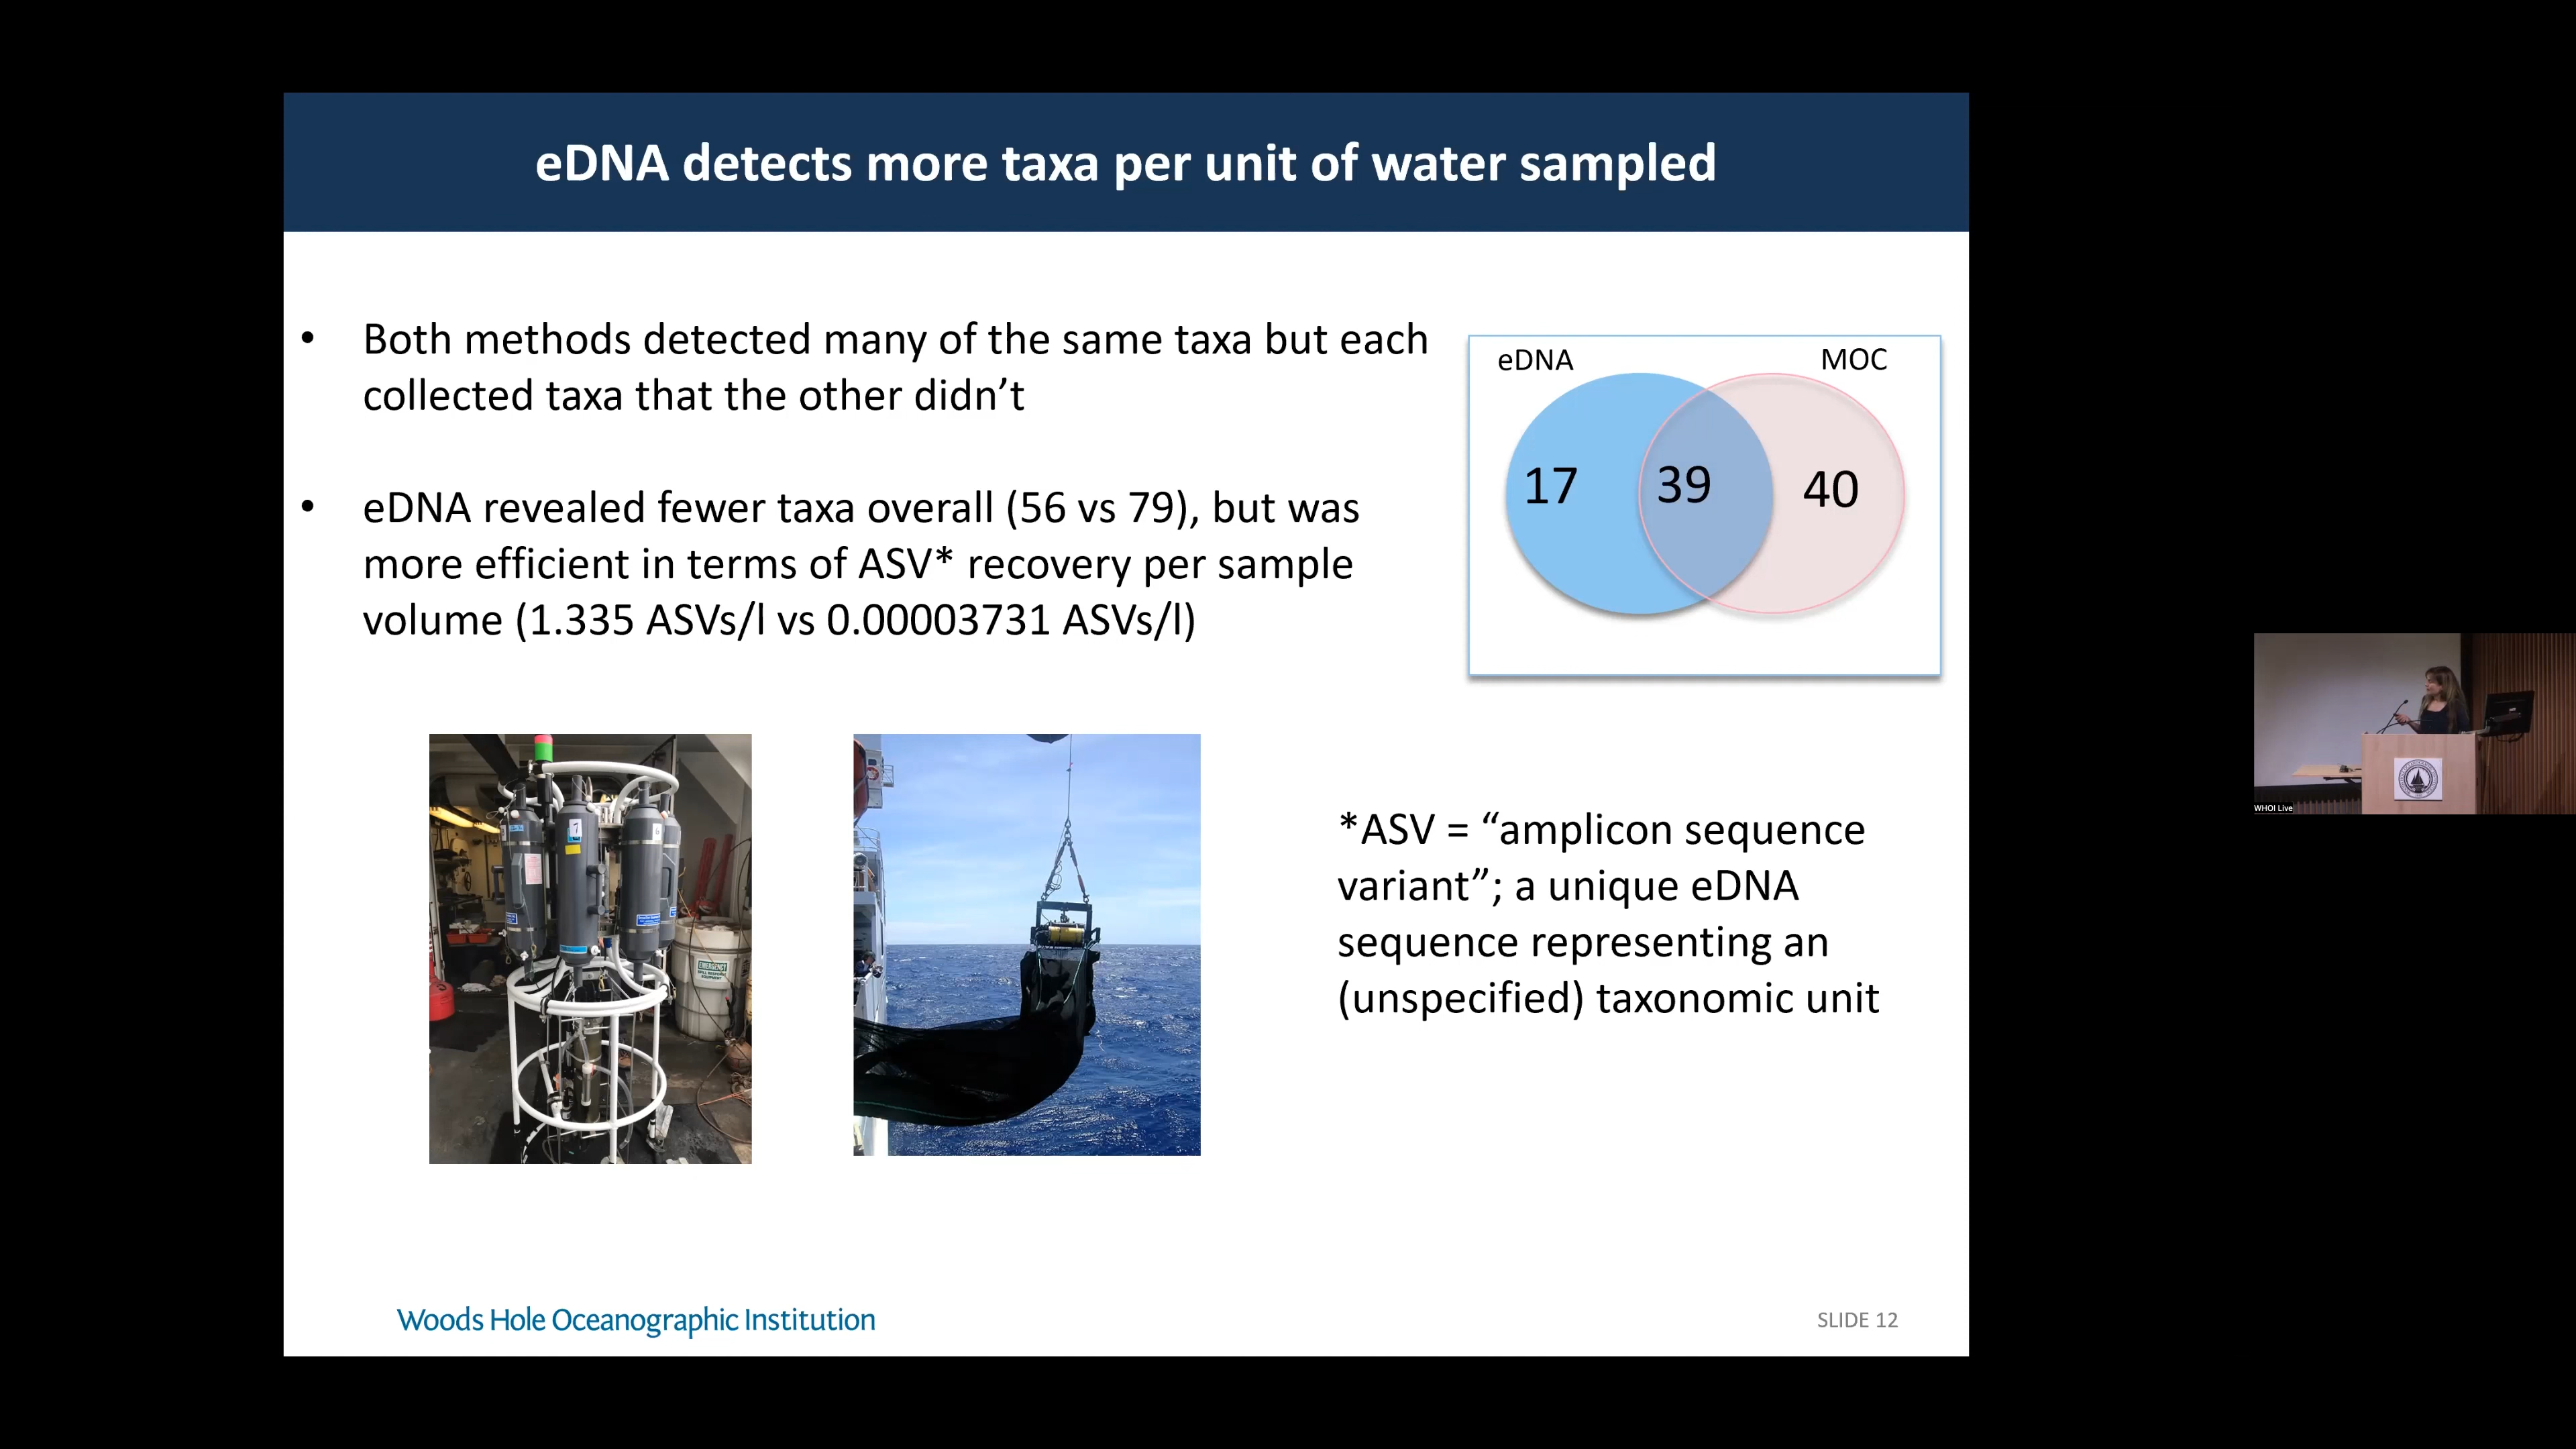 eDNA detects more taxa per unit of water sampled
• Both methods detected many of the same taxa but each
collected taxa that the other didn’t
• eDNA revealed fewer taxa overall (56 vs 79), but was
more efficient in terms of ASV* recovery per sample
volume (1.335 ASVs/l vs 0.00003731 ASVs/l)
eDNA MOC
17 39 40
*ASV = “amplicon sequence
variant”; a unique eDNA
sequence representing an
(unspecified) taxonomic unit
7
EMERGENCY
WHOI Live
Woods Hole Oceanographic Institution
SLIDE 12